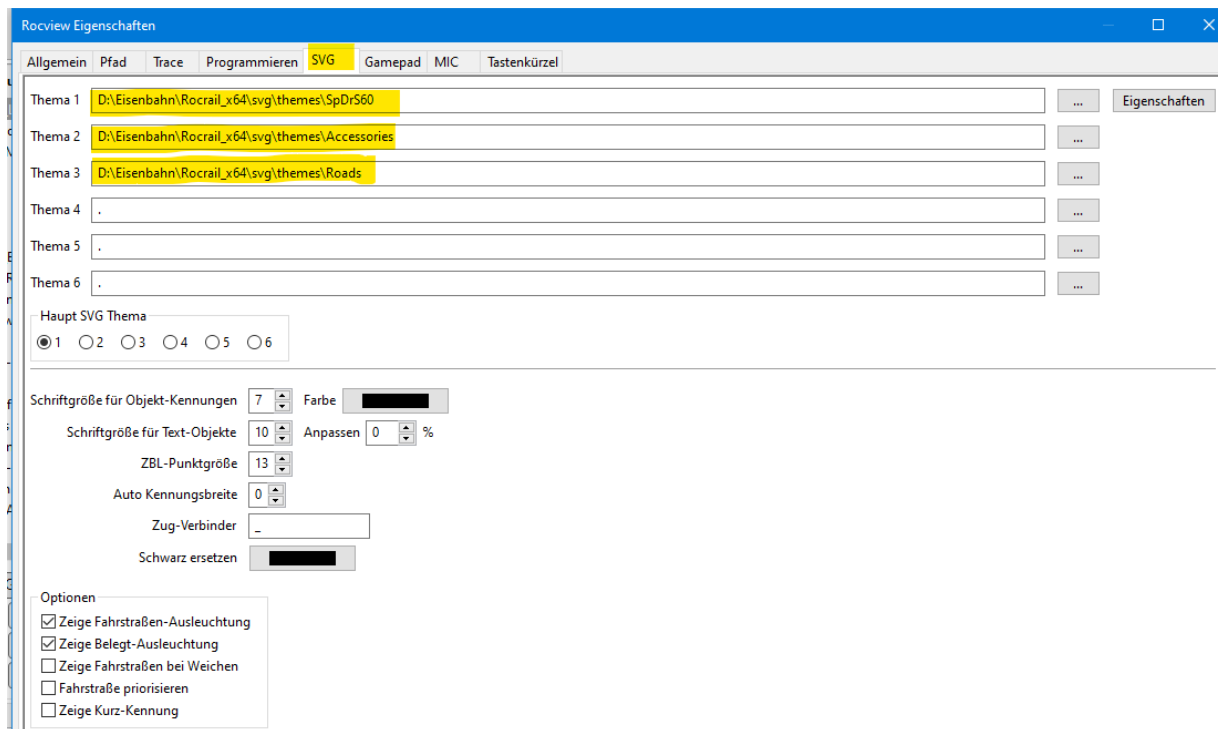 Rocview Eigenschaften
Allgemein Pfad Trace Programmieren SVG Gamepad MIC Tastenkürzel
Thema 1 D:\Eisenbahn\Rocrail_x64\svg\themes\SpDrS60 ... Eigenschaften
Thema 2 D:\Eisenbahn\Rocrail_x64\svg\themes\Accessories ...
Thema 3 D:\Eisenbahn\Rocrail_x64\svg\themes\Roads ...
Thema 4 . ...
Thema 5 . ...
Thema 6 . ...
Haupt SVG Thema
1 2 3 4 5 6
Schriftgröße für Objekt-Kennungen 7 Farbe
Schriftgröße für Text-Objekte 10 Anpassen 0 %
ZBL-Punktgröße 13
Auto Kennungsbreite 0
Zug-Verbinder _
Schwarz ersetzen
Optionen
Zeige Fahrstraßen-Ausleuchtung
Zeige Belegt-Ausleuchtung
Zeige Fahrstraßen bei Weichen
Fahrstraße priorisieren
Zeige Kurz-Kennung